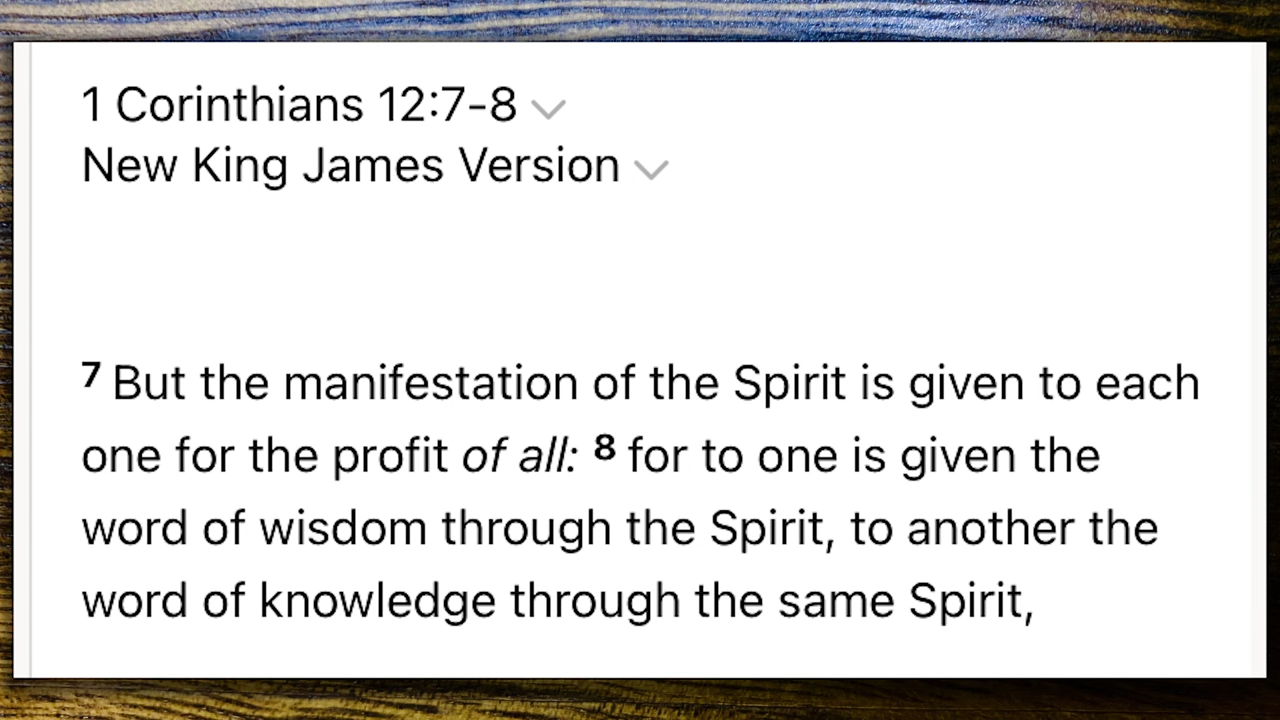 1 Corinthians 12:7-8
New King James Version
7 But the manifestation of the Spirit is given to each
one for the profit of all: 8 for to one is given the
word of wisdom through the Spirit, to another the
word of knowledge through the same Spirit,